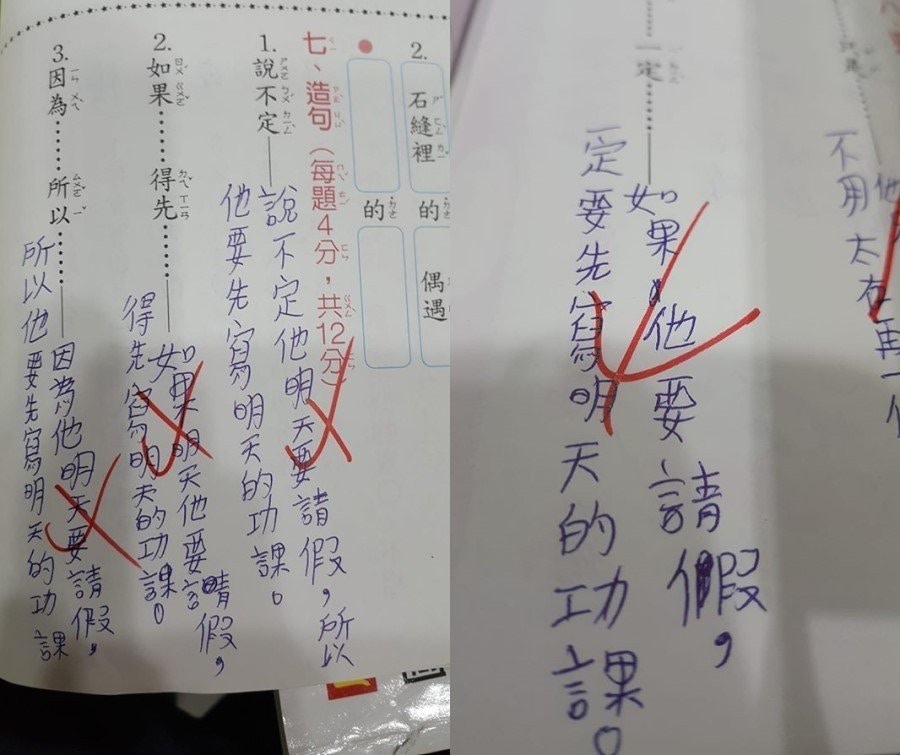 2. 石縫裡
的
偶遇
的
七、造句(每題4分，共12分)
1. 說不定——
說不定他明天要請假，所以
他要先寫明天的功課。
2. 如果……得先……——
如果明天他要請假，
得先寫明天的功課。
3. 因為……所以……——
因為他明天要請假，
所以他要先寫明天的功課
不用太在
……一定……——
如果，他要請假，
一定要先寫明天的功課。